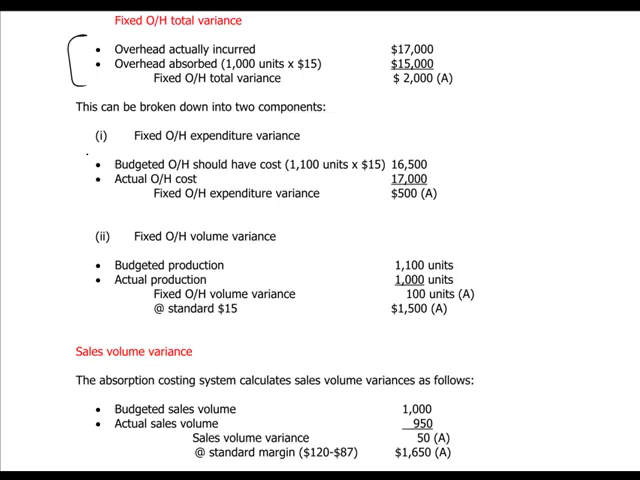 Fixed O/H total variance
• Overhead actually incurred $17,000
• Overhead absorbed (1,000 units x $15) $15,000
Fixed O/H total variance $ 2,000 (A)
This can be broken down into two components:
(i) Fixed O/H expenditure variance
• Budgeted O/H should have cost (1,100 units x $15) 16,500
• Actual O/H cost 17,000
Fixed O/H expenditure variance $500 (A)
(ii) Fixed O/H volume variance
• Budgeted production 1,100 units
• Actual production 1,000 units
Fixed O/H volume variance 100 units (A)
@ standard $15 $1,500 (A)
Sales volume variance
The absorption costing system calculates sales volume variances as follows:
• Budgeted sales volume 1,000
• Actual sales volume 950
Sales volume variance 50 (A)
@ standard margin ($120-$87) $1,650 (A)